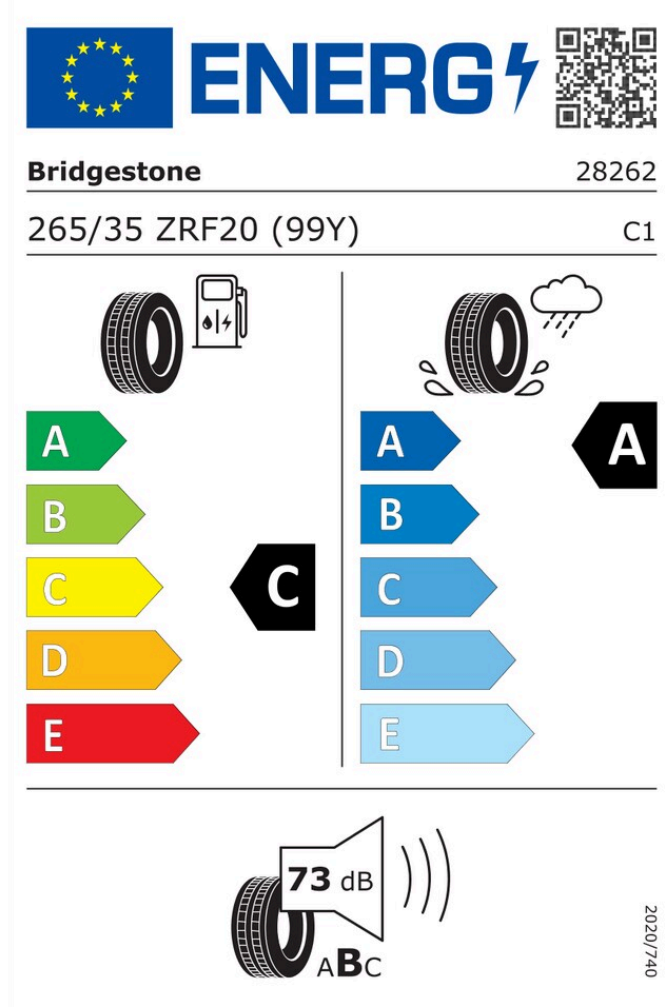 ENERG
Bridgestone 28262
265/35 ZRF20 (99Y) C1
A A A
B B
C C C
D D
E E
73 dB
ABC
2020/740